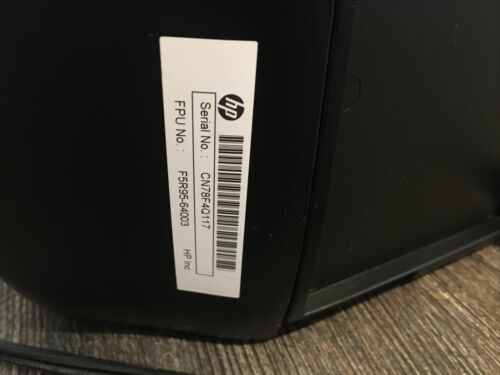 hp
Serial No. : CN78F4Q117
FPU No. : F5R95-64003 HP Inc.